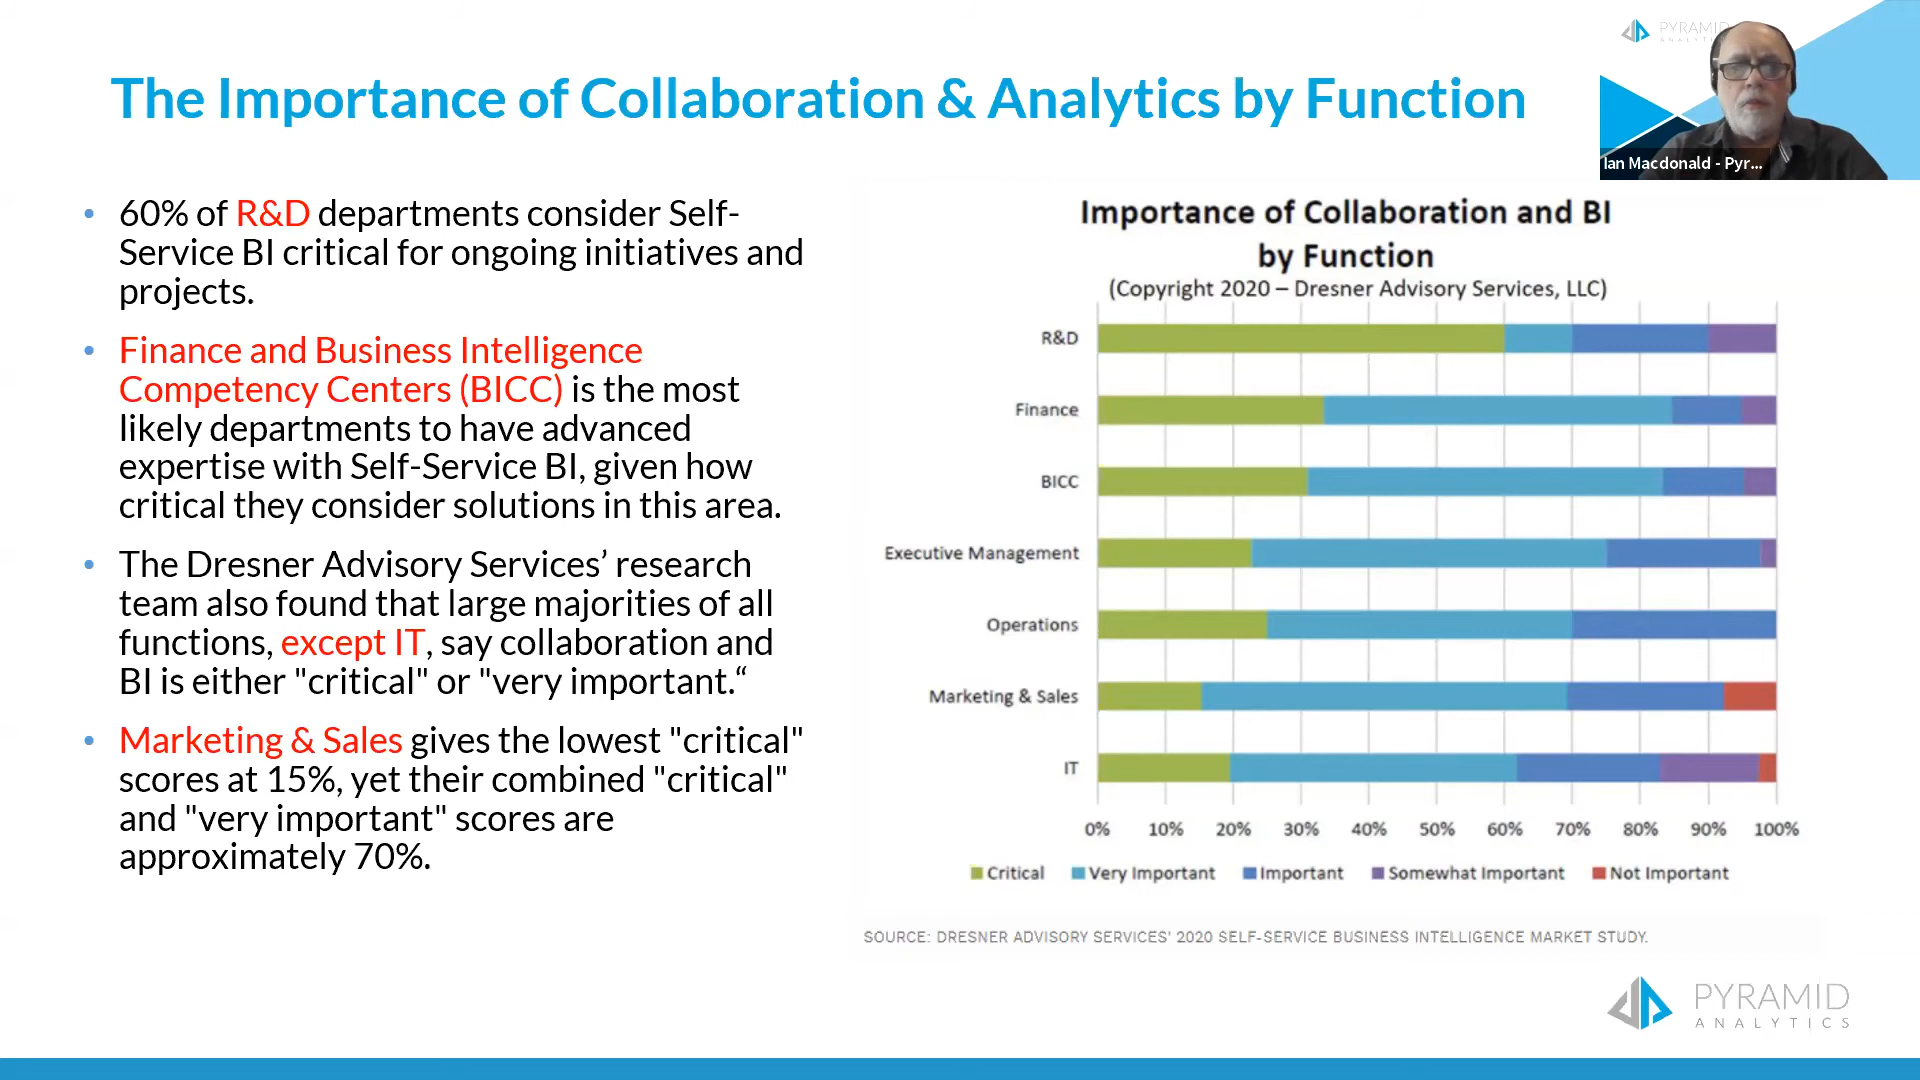 PYRAMID
The Importance of Collaboration & Analytics by Function
Ian Macdonald - Pyr...
• 60% of R&D departments consider Self-
Service BI critical for ongoing initiatives and
projects.
• Finance and Business Intelligence
Competency Centers (BICC) is the most
likely departments to have advanced
expertise with Self-Service BI, given how
critical they consider solutions in this area.
• The Dresner Advisory Services’ research
team also found that large majorities of all
functions, except IT, say collaboration and
BI is either "critical" or "very important.“
• Marketing & Sales gives the lowest "critical"
scores at 15%, yet their combined "critical"
and "very important" scores are
approximately 70%.
Importance of Collaboration and BI
by Function
(Copyright 2020 – Dresner Advisory Services, LLC)
R&D
Finance
BICC
Executive Management
Operations
Marketing & Sales
IT
0% 10% 20% 30% 40% 50% 60% 70% 80% 90% 100%
Critical Very Important Important Somewhat Important Not Important
SOURCE: DRESNER ADVISORY SERVICES' 2020 SELF-SERVICE BUSINESS INTELLIGENCE MARKET STUDY.
PYRAMID
ANALYTICS